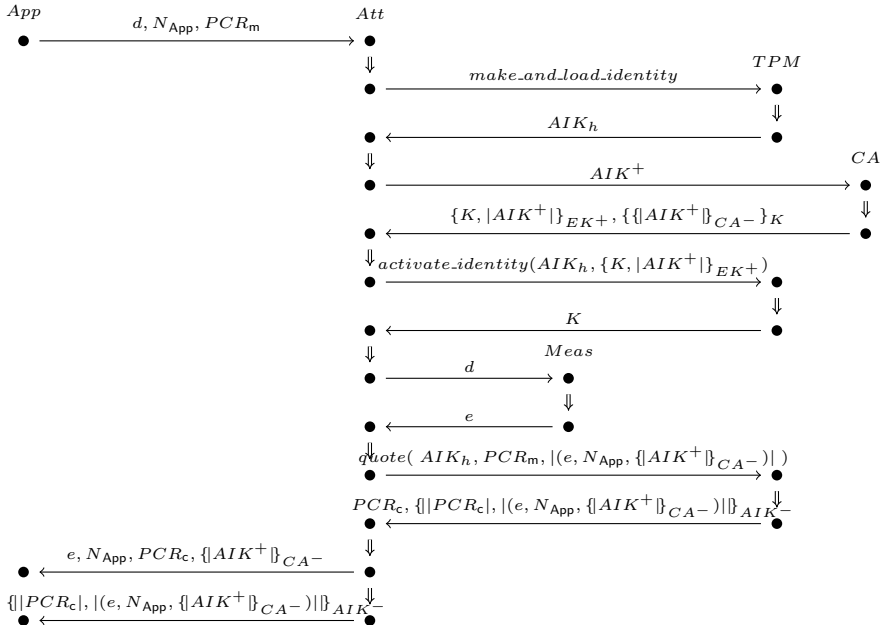 App Att
d, N_App, PCR_m
TPM
make_and_load_identity
AIK_h
CA
AIK⁺
{K, |AIK⁺|}_EK+, {{|AIK⁺|}_CA−}_K
activate_identity(AIK_h, {K, |AIK⁺|}_EK+)
K
Meas
d
e
quote( AIK_h, PCR_m, |(e, N_App, {|AIK⁺|}_CA−)| )
PCR_c, {||PCR_c|, |(e, N_App, {|AIK⁺|}_CA−)||}_AIK−
e, N_App, PCR_c, {|AIK⁺|}_CA−
{||PCR_c|, |(e, N_App, {|AIK⁺|}_CA−)||}_AIK−